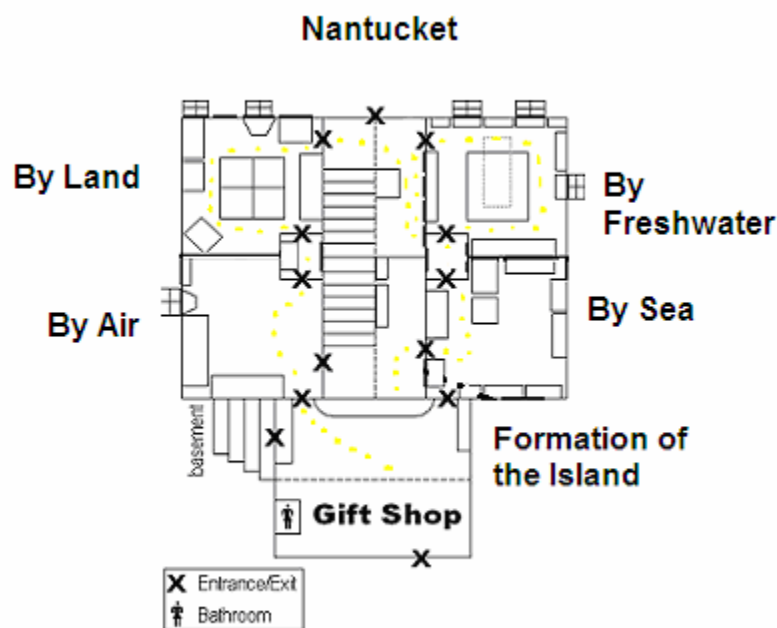 Nantucket
By Land
By
Freshwater
By Air
By Sea
basement
Formation of
the Island
Gift Shop
Entrance/Exit
Bathroom